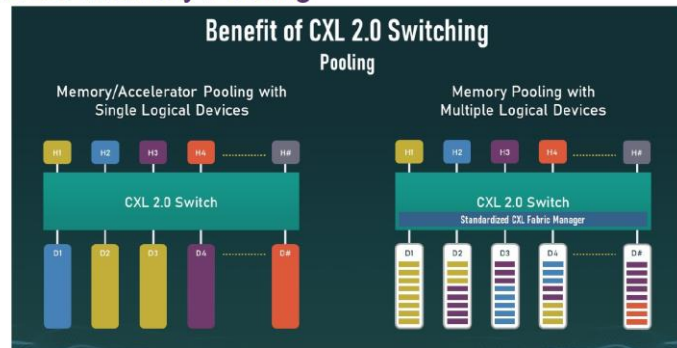 Benefit of CXL 2.0 Switching
Pooling
Memory/Accelerator Pooling with
Single Logical Devices
H1 H2 H3 H4 H#
CXL 2.0 Switch
D1 D2 D3 D4 D#
Memory Pooling with
Multiple Logical Devices
H1 H2 H3 H4 H#
CXL 2.0 Switch
Standardized CXL Fabric Manager
D1 D2 D3 D4 D#